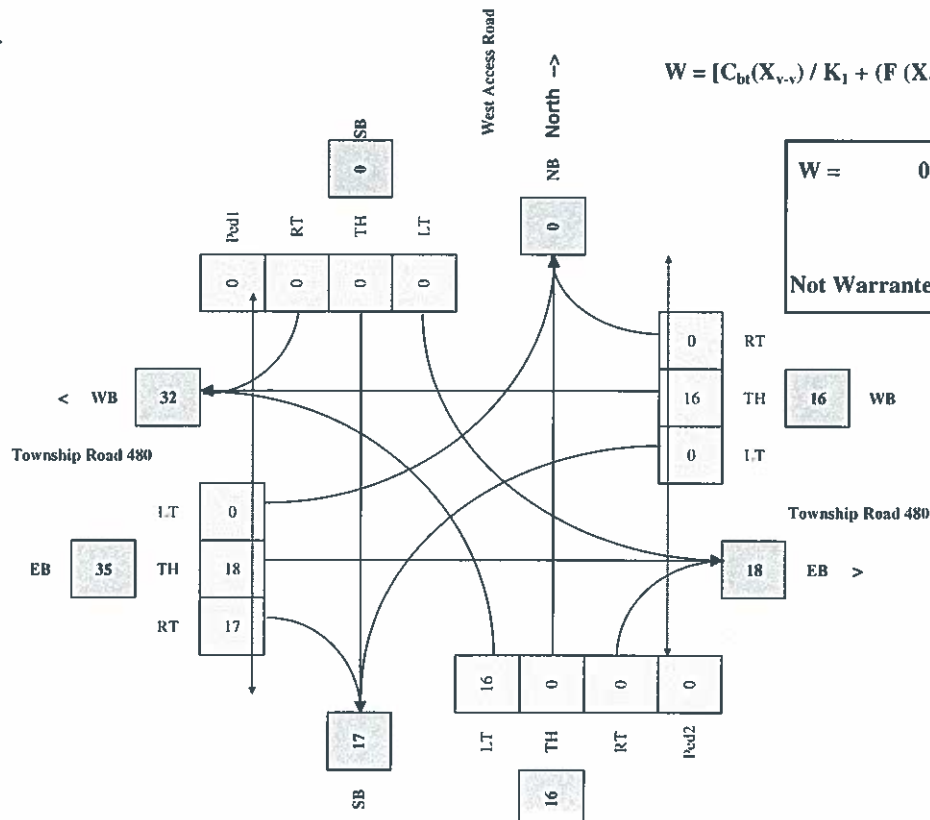 West Access Road
W = [C_bt(X_v-v) / K_1 + (F (X
North -->
SB
0
NB
0
W = 0
Not Warrante
Ped1
RT
TH
LT
0
0
0
0
< WB
32
Township Road 480
0
RT
16
TH
16
WB
0
LT
LT
0
EB
35
TH
18
RT
17
Township Road 480
18
EB >
17
SB
16
0
0
0
LT
TH
RT
Ped2
16